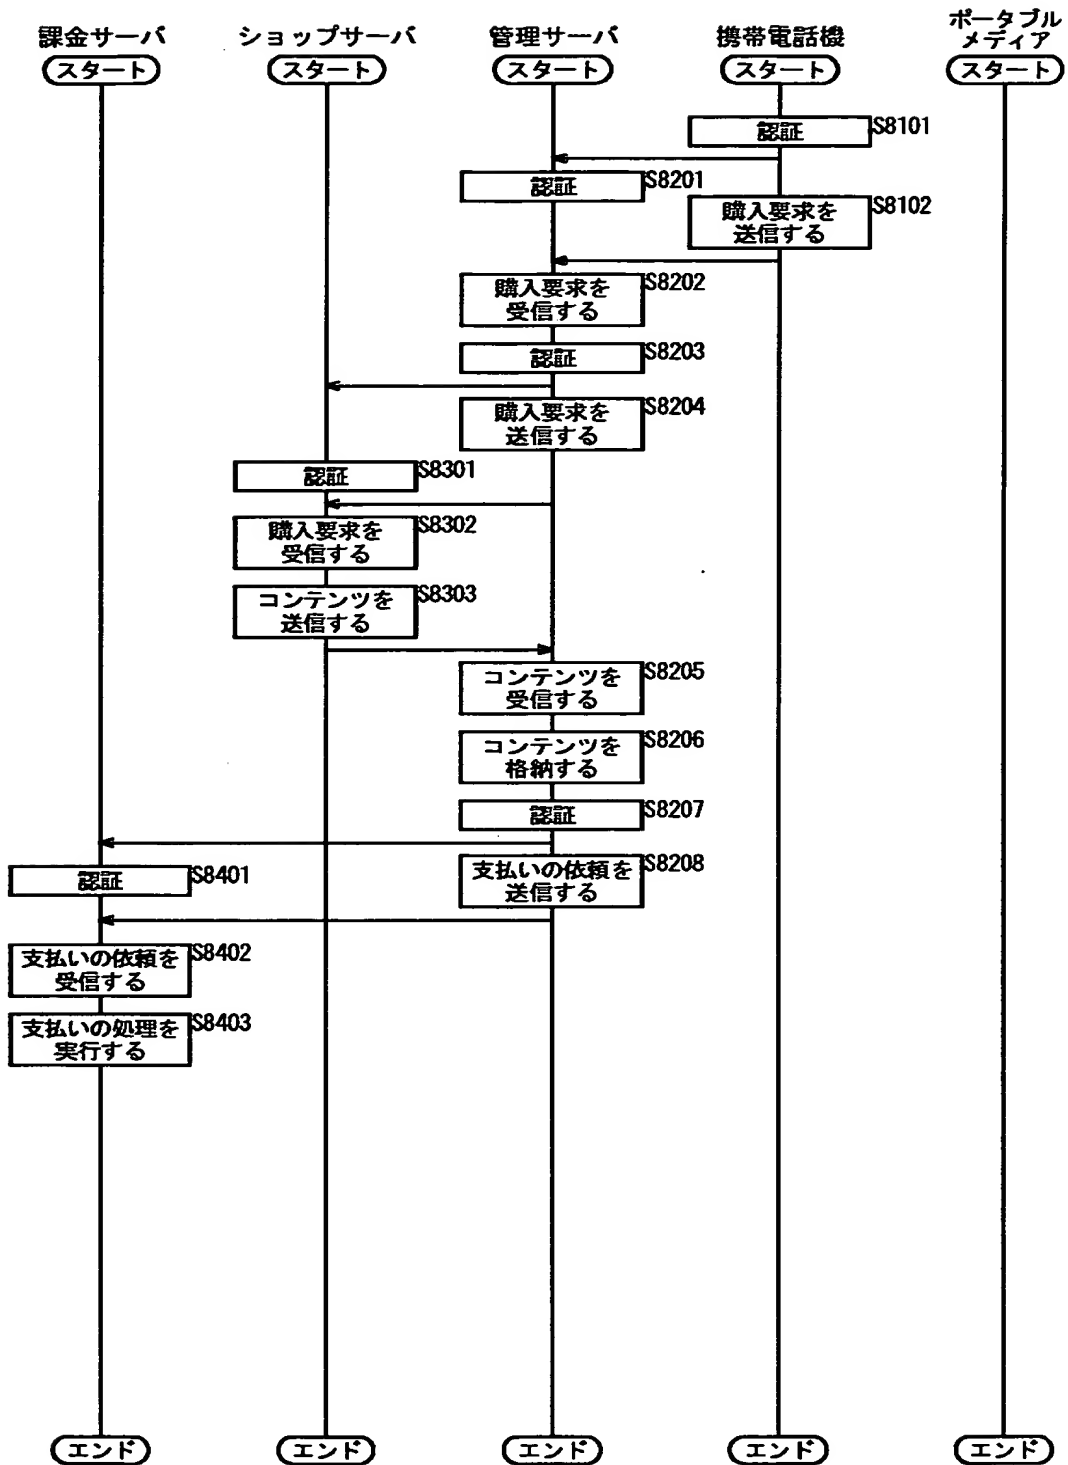 課金サーバ
ショップサーバ
管理サーバ
携帯電話機
ポータブル
メディア
スタート
スタート
スタート
スタート
スタート
認証
S8101
認証
S8201
購入要求を
送信する
S8102
購入要求を
受信する
S8202
認証
S8203
購入要求を
送信する
S8204
認証
S8301
購入要求を
受信する
S8302
コンテンツを
送信する
S8303
コンテンツを
受信する
S8205
コンテンツを
格納する
S8206
認証
S8207
支払いの依頼を
送信する
S8208
認証
S8401
支払いの依頼を
受信する
S8402
支払いの処理を
実行する
S8403
エンド
エンド
エンド
エンド
エンド